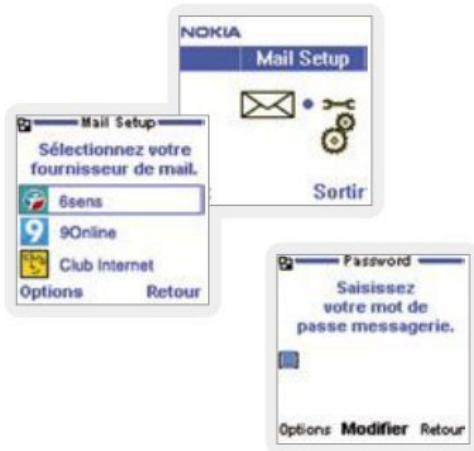 NOKIA
Mail Setup
Sortir
Mail Setup
Sélectionnez votre
fournisseur de mail.
6sens
9 9Online
Club Internet
Options Retour
Password
Saisissez
votre mot de
passe messagerie.
Options Modifier Retour